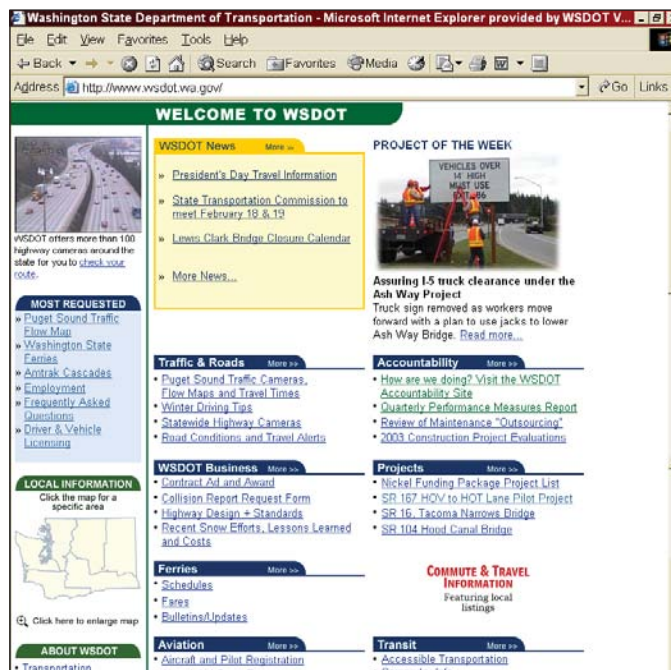 Washington State Department of Transportation - Microsoft Internet Explorer provided by WSDOT V...
File Edit View Favorites Tools Help
Back Search Favorites Media
Address http://www.wsdot.wa.gov/ Go Links
WELCOME TO WSDOT
WSDOT offers more than 100
highway cameras around the
state for you to check your
route.
MOST REQUESTED
» Puget Sound Traffic
Flow Map
» Washington State
Ferries
» Amtrak Cascades
» Employment
» Frequently Asked
Questions
» Driver & Vehicle
Licensing
LOCAL INFORMATION
Click the map for a
specific area
Click here to enlarge map
ABOUT WSDOT
• Transportation
WSDOT News More »
» President's Day Travel Information
» State Transportation Commission to
meet February 18 & 19
» Lewis Clark Bridge Closure Calendar
» More News...
PROJECT OF THE WEEK
VEHICLES OVER
14' HIGH
MUST USE
EXIT 186
Assuring I-5 truck clearance under the
Ash Way Project
Truck sign removed as workers move
forward with a plan to use jacks to lower
Ash Way Bridge. Read more...
Traffic & Roads More >>
• Puget Sound Traffic Cameras,
Flow Maps and Travel Times
• Winter Driving Tips
• Statewide Highway Cameras
• Road Conditions and Travel Alerts
Accountability More >>
• How are we doing? Visit the WSDOT
Accountability Site
• Quarterly Performance Measures Report
• Review of Maintenance "Outsourcing"
• 2003 Construction Project Evaluations
WSDOT Business More >>
• Contract Ad and Award
• Collision Report Request Form
• Highway Design + Standards
• Recent Snow Efforts, Lessons Learned
and Costs
Projects More >>
• Nickel Funding Package Project List
• SR 167 HOV to HOT Lane Pilot Project
• SR 16, Tacoma Narrows Bridge
• SR 104 Hood Canal Bridge
Ferries More >>
• Schedules
• Fares
• Bulletins/Updates
COMMUTE & TRAVEL
INFORMATION
Featuring local
listings
Aviation More >>
• Aircraft and Pilot Registration
Transit More >>
• Accessible Transportation